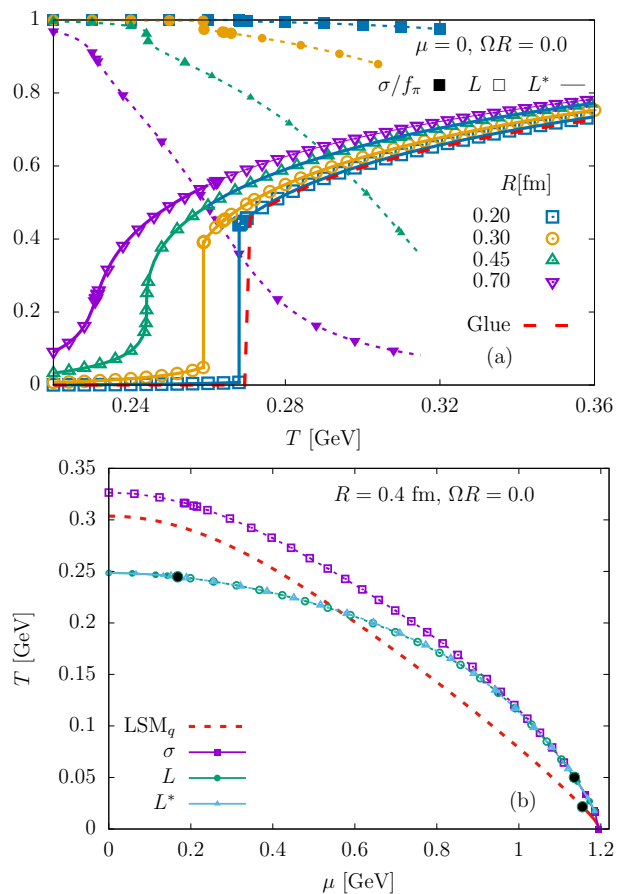 1
0.8
0.6
0.4
0.2
0
μ = 0, ΩR = 0.0
σ/f_π L L*
R[fm]
0.20
0.30
0.45
0.70
Glue
(a)
0.24 0.28 0.32 0.36
T [GeV]
0.35
0.3
0.25
0.2
0.15
0.1
0.05
0
T [GeV]
R = 0.4 fm, ΩR = 0.0
LSM_q
σ
L
L*
(b)
0 0.2 0.4 0.6 0.8 1 1.2
μ [GeV]